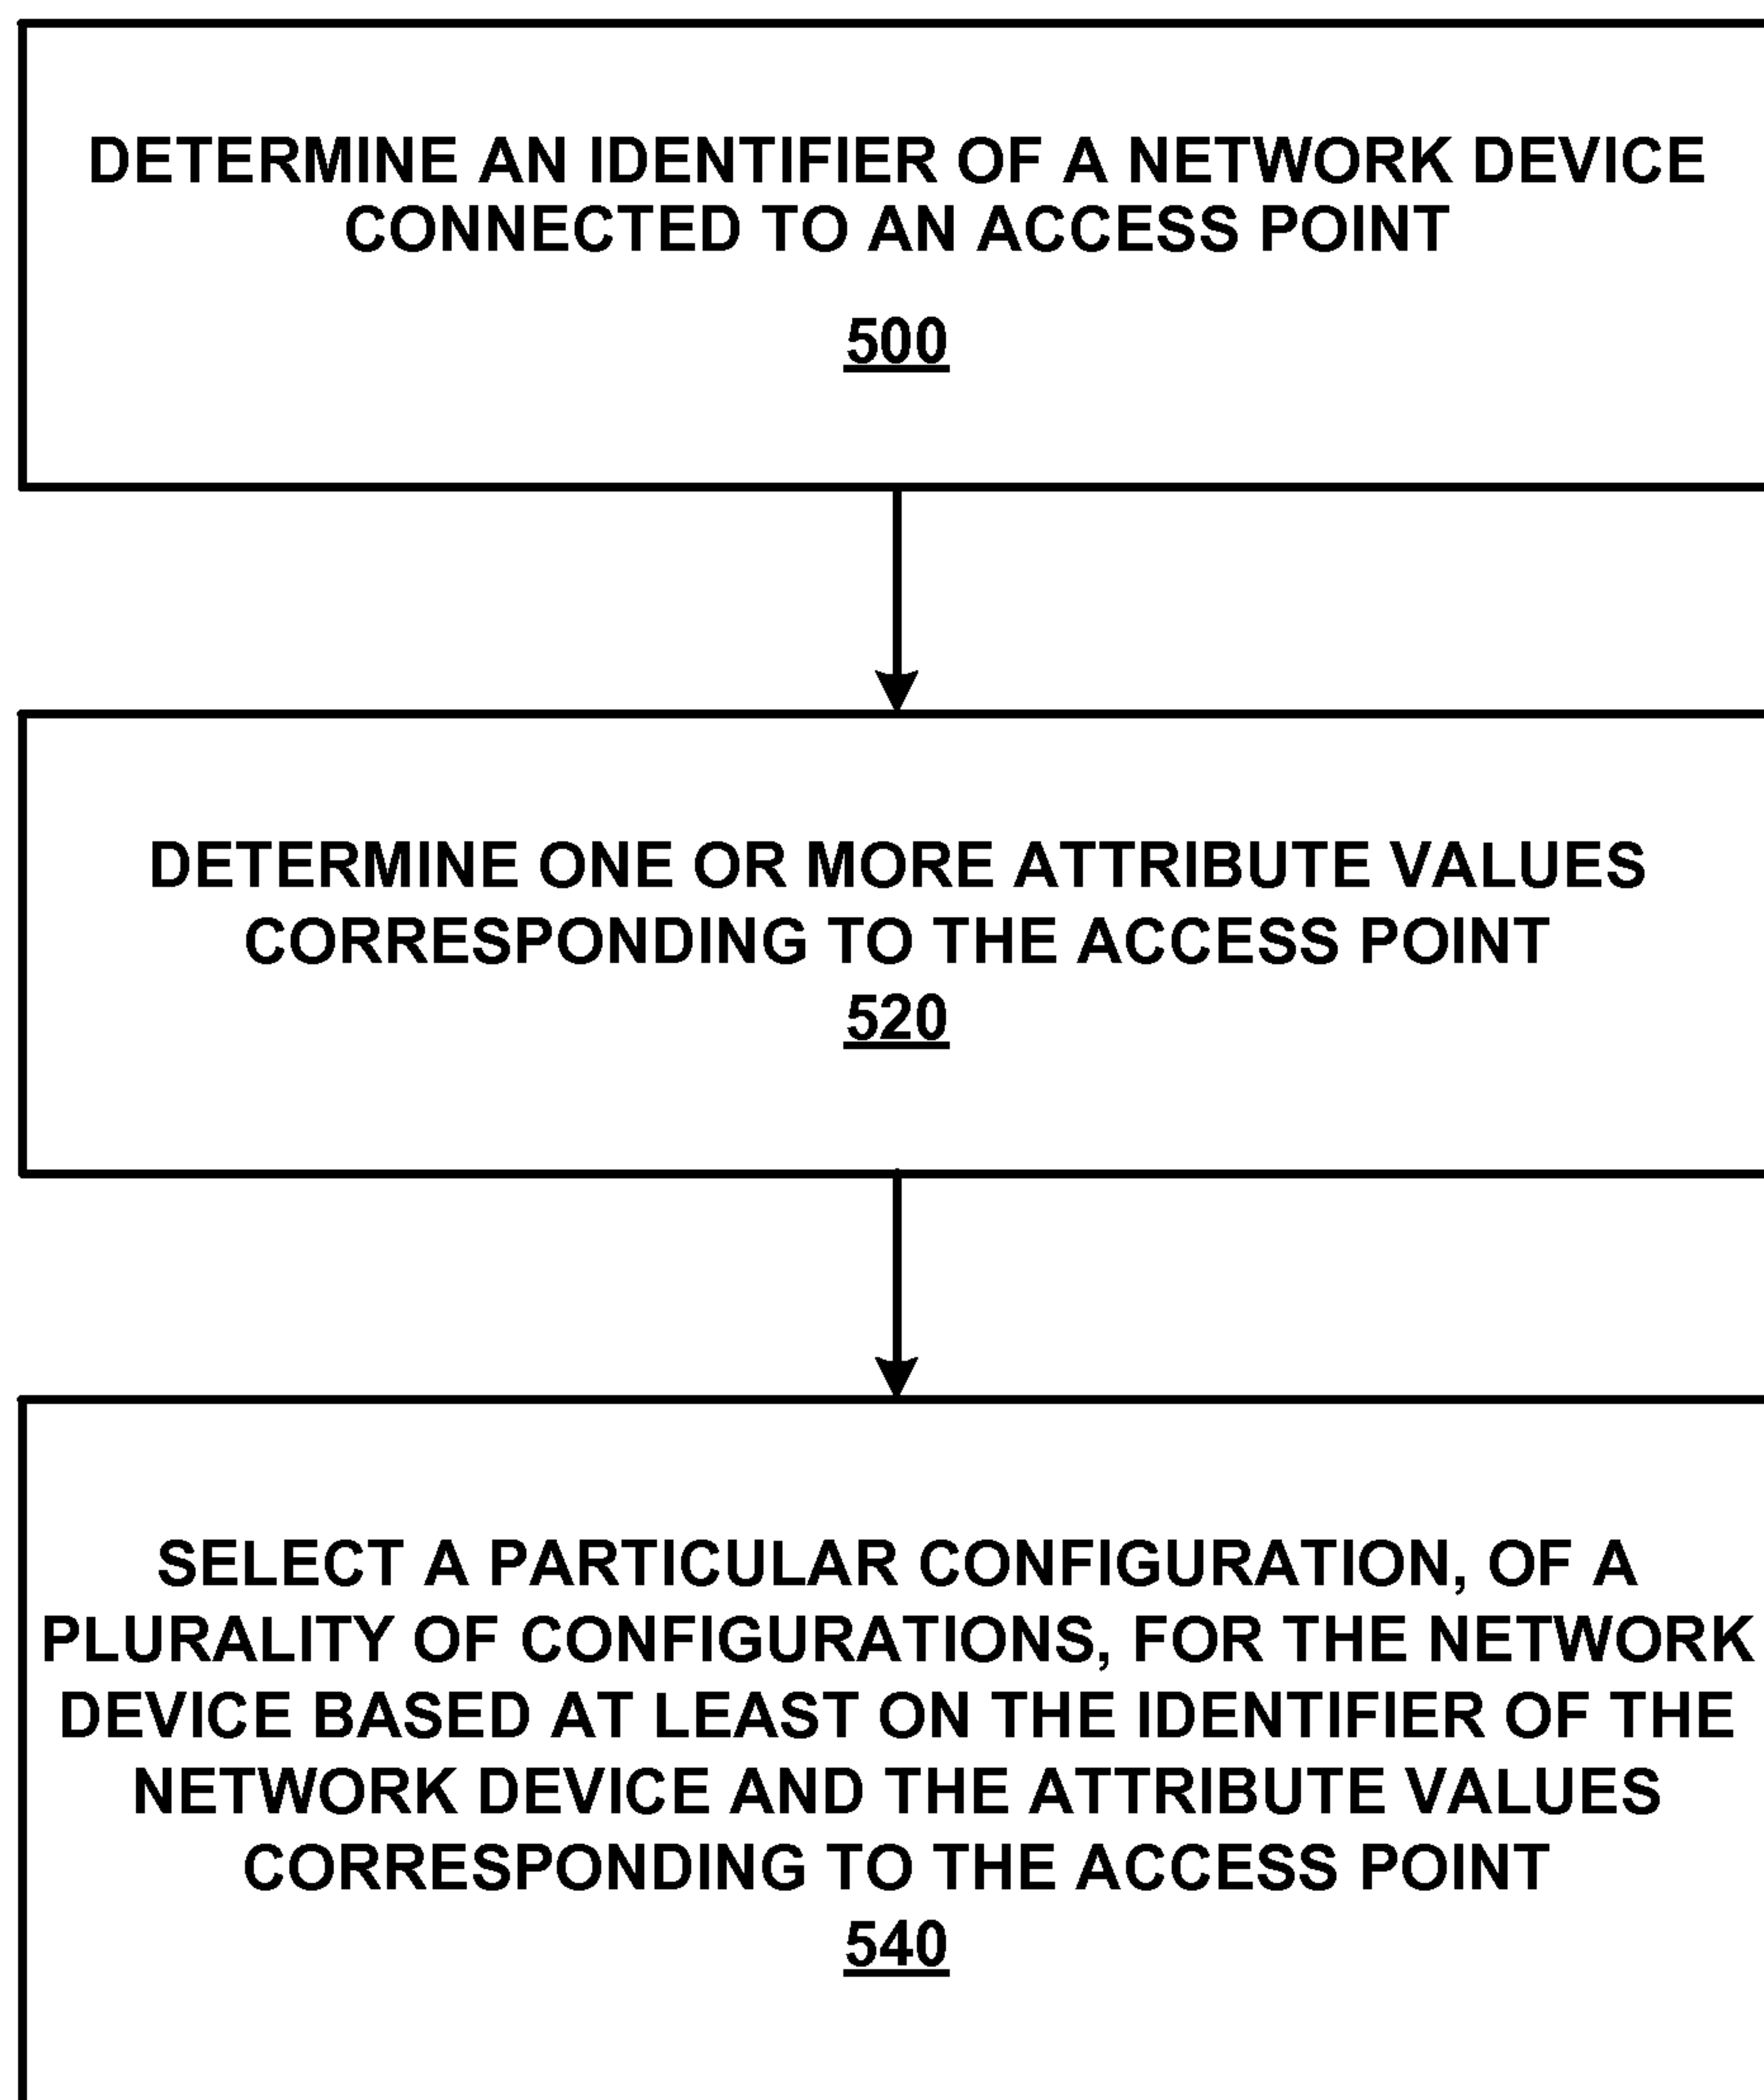 DETERMINE AN IDENTIFIER OF A NETWORK DEVICE
CONNECTED TO AN ACCESS POINT
500
DETERMINE ONE OR MORE ATTRIBUTE VALUES
CORRESPONDING TO THE ACCESS POINT
520
SELECT A PARTICULAR CONFIGURATION, OF A
PLURALITY OF CONFIGURATIONS, FOR THE NETWORK
DEVICE BASED AT LEAST ON THE IDENTIFIER OF THE
NETWORK DEVICE AND THE ATTRIBUTE VALUES
CORRESPONDING TO THE ACCESS POINT
540